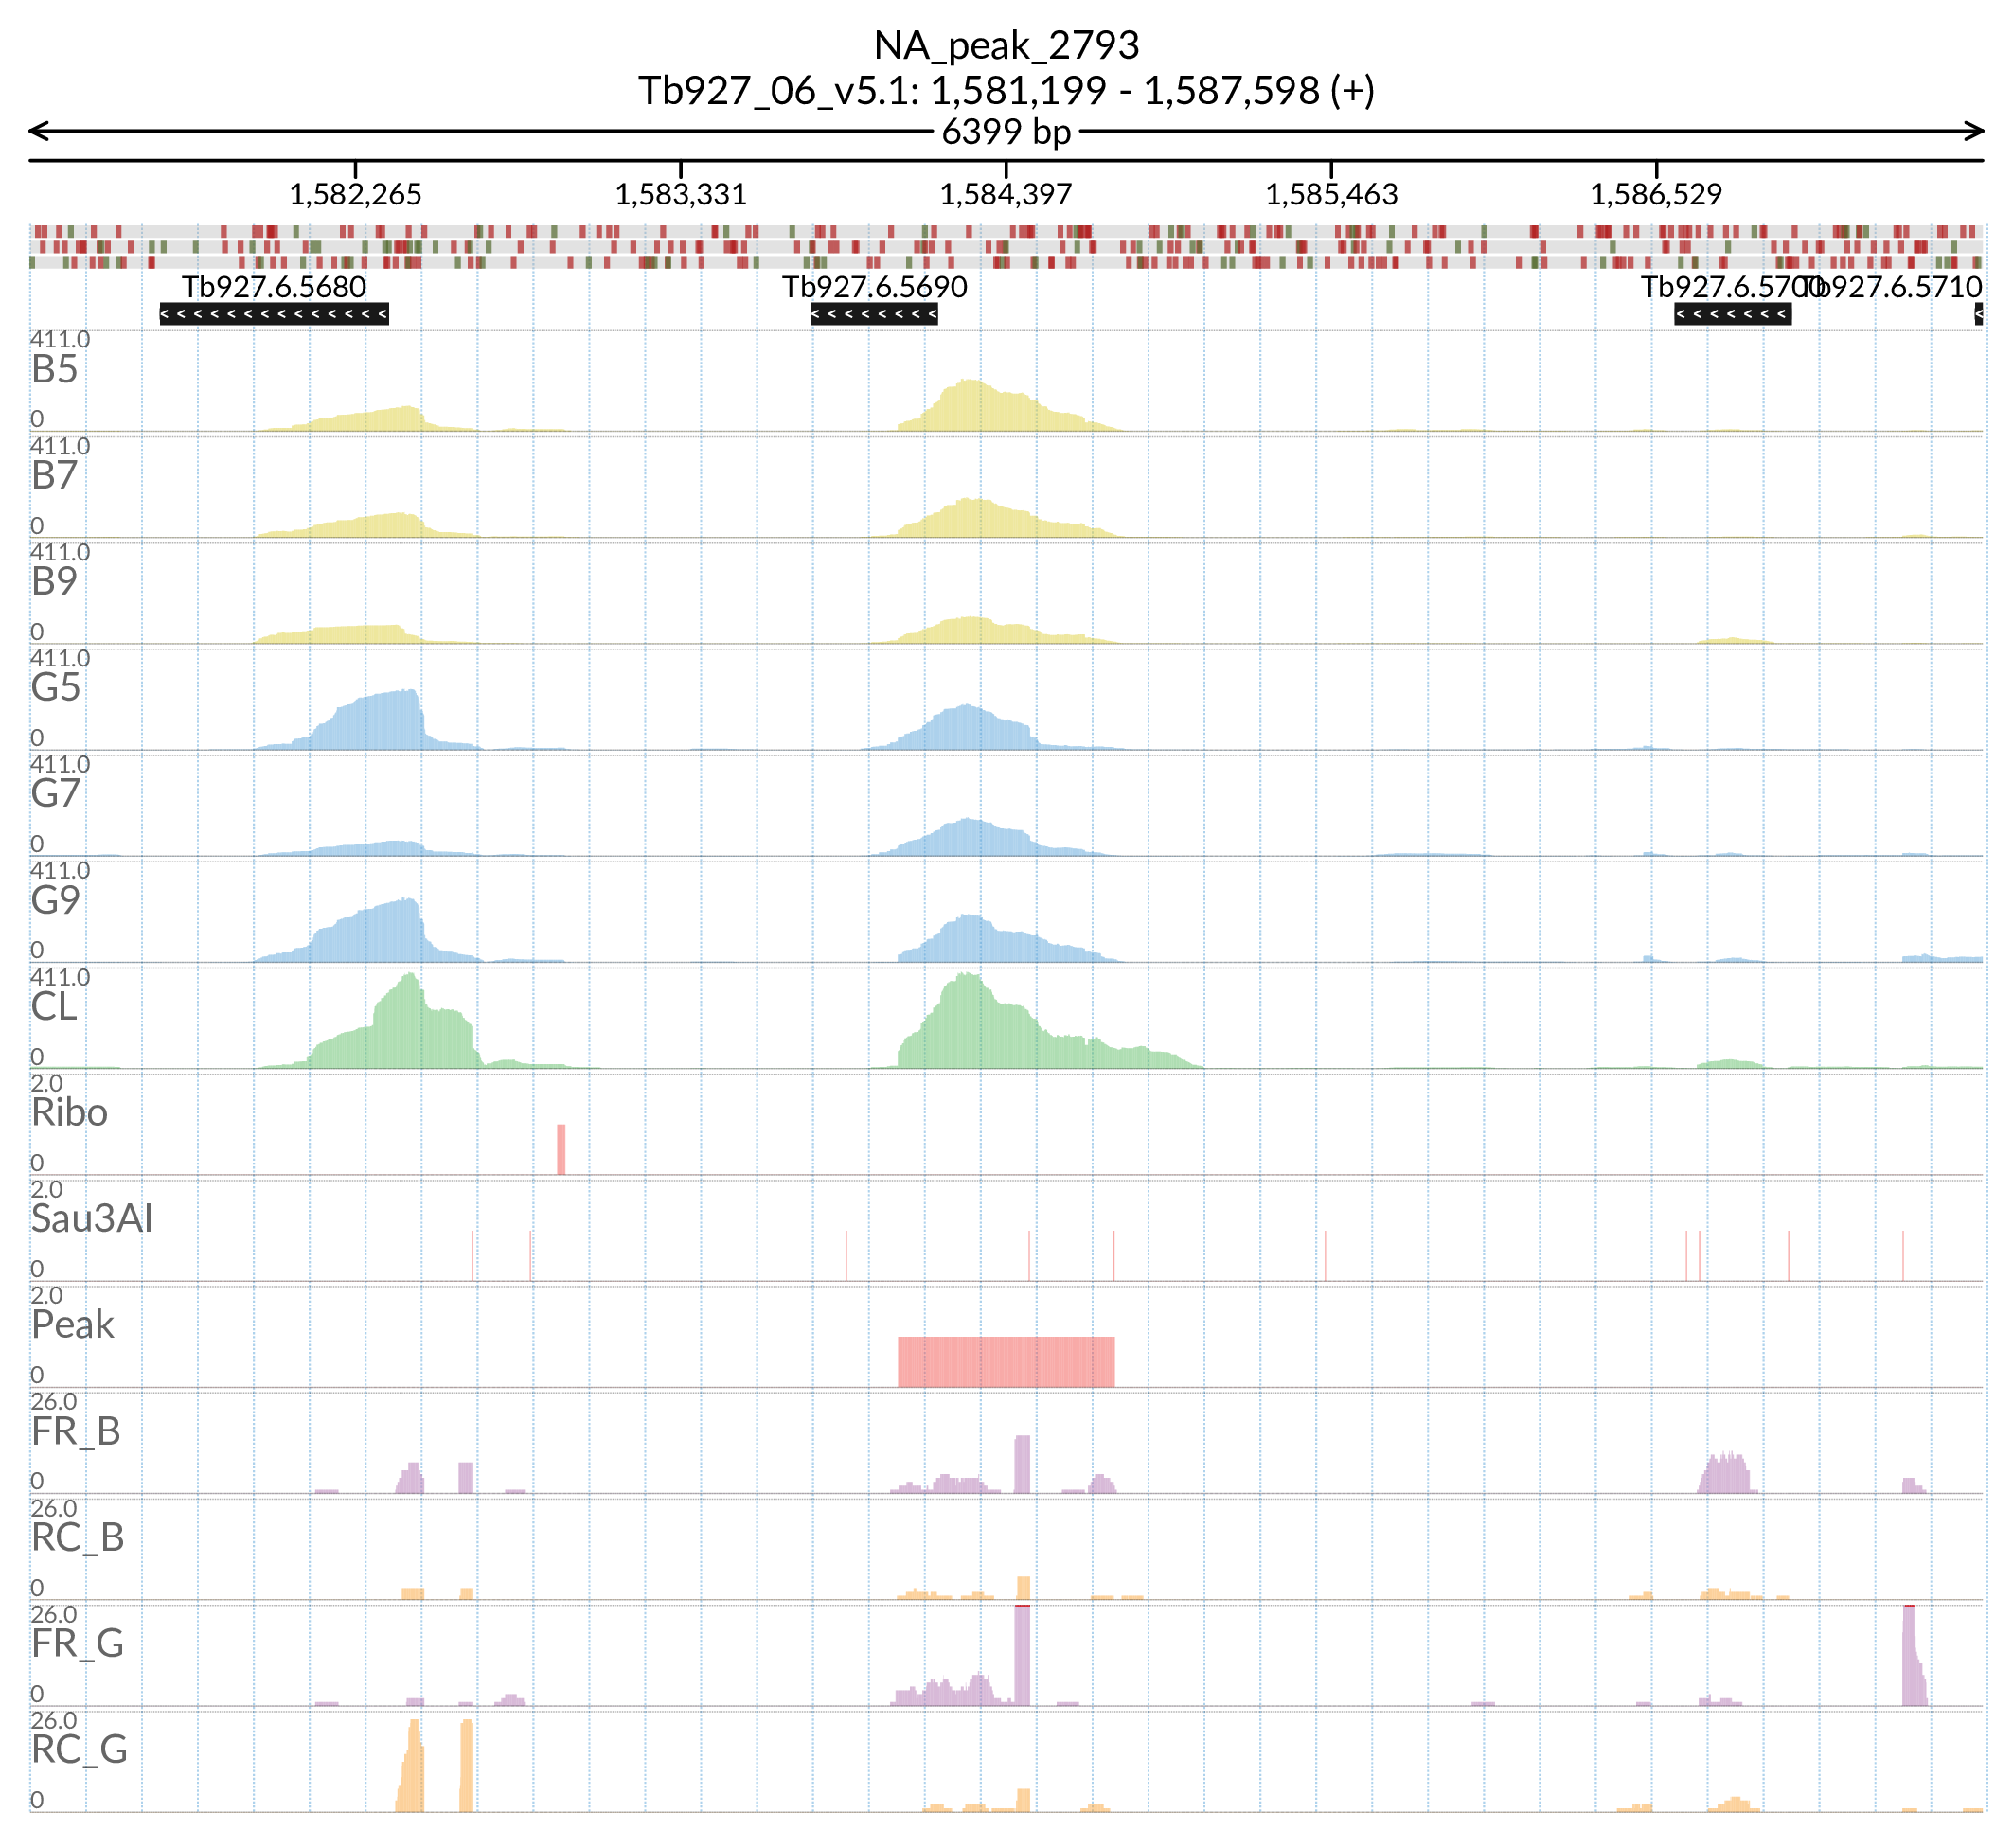 NA_peak_2793
Tb927_06_v5.1: 1,581,199 - 1,587,598 (+)
6399 bp
1,582,265 1,583,331 1,584,397 1,585,463 1,586,529
Tb927.6.5680 Tb927.6.5690 Tb927.6.5700 Tb927.6.5710
411.0
B5
0
411.0
B7
0
411.0
B9
0
411.0
G5
0
411.0
G7
0
411.0
G9
0
411.0
CL
0
2.0
Ribo
0
2.0
Sau3AI
0
2.0
Peak
0
26.0
FR_B
0
26.0
RC_B
0
26.0
FR_G
0
26.0
RC_G
0